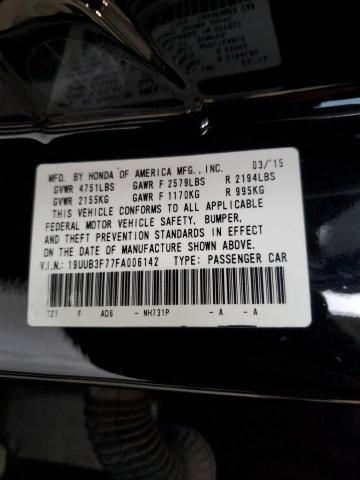 MFD. BY HONDA OF AMERICA MFG., INC. 03/15
GVWR 4751LBS GAWR F 2579LBS R 2194LBS
GVWR 2155KG GAWR F 1170KG R 995KG
THIS VEHICLE CONFORMS TO ALL APPLICABLE
FEDERAL MOTOR VEHICLE SAFETY, BUMPER,
AND THEFT PREVENTION STANDARDS IN EFFECT
ON THE DATE OF MANUFACTURE SHOWN ABOVE.
V.I.N.: 19UUB3F77FA006142 TYPE: PASSENGER CAR
F AD6 - NH731P - A - A